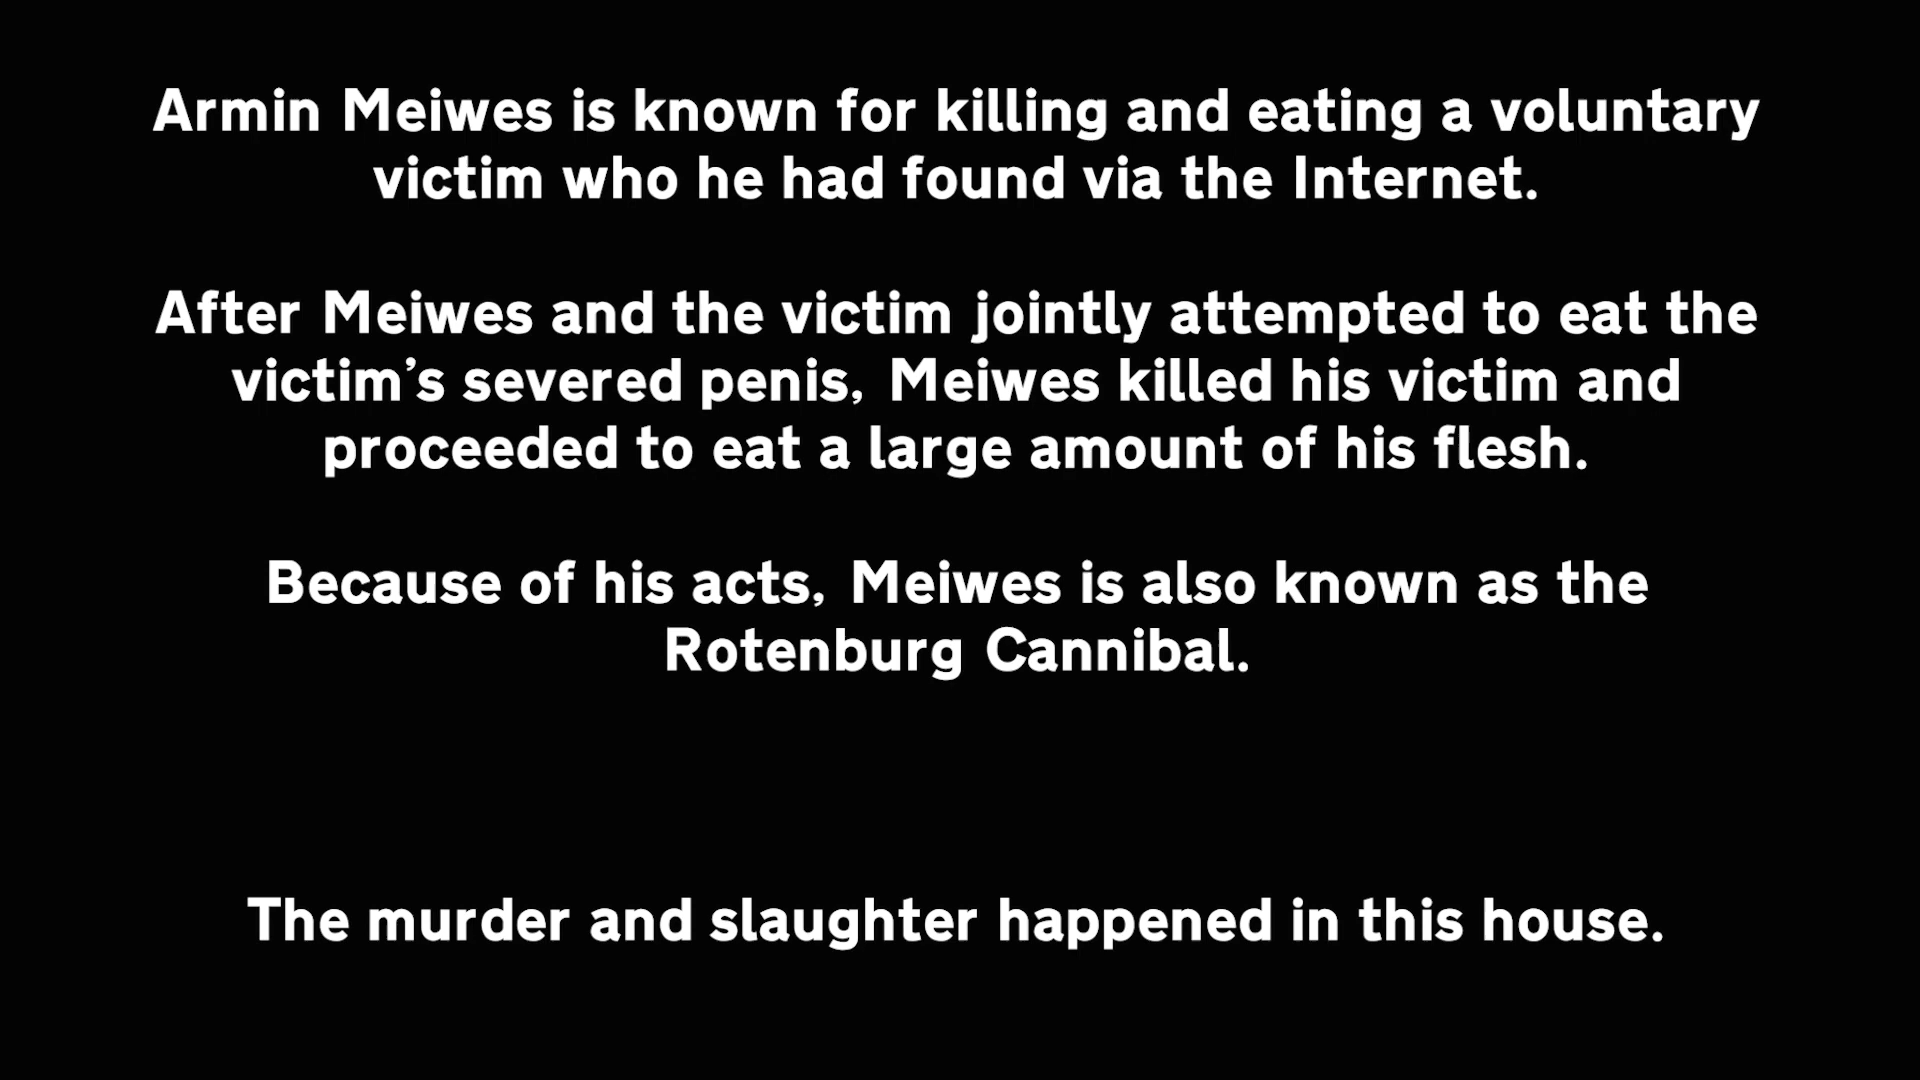 Armin Meiwes is known for killing and eating a voluntary
victim who he had found via the Internet.
After Meiwes and the victim jointly attempted to eat the
victim’s severed penis, Meiwes killed his victim and
proceeded to eat a large amount of his flesh.
Because of his acts, Meiwes is also known as the
Rotenburg Cannibal.
The murder and slaughter happened in this house.